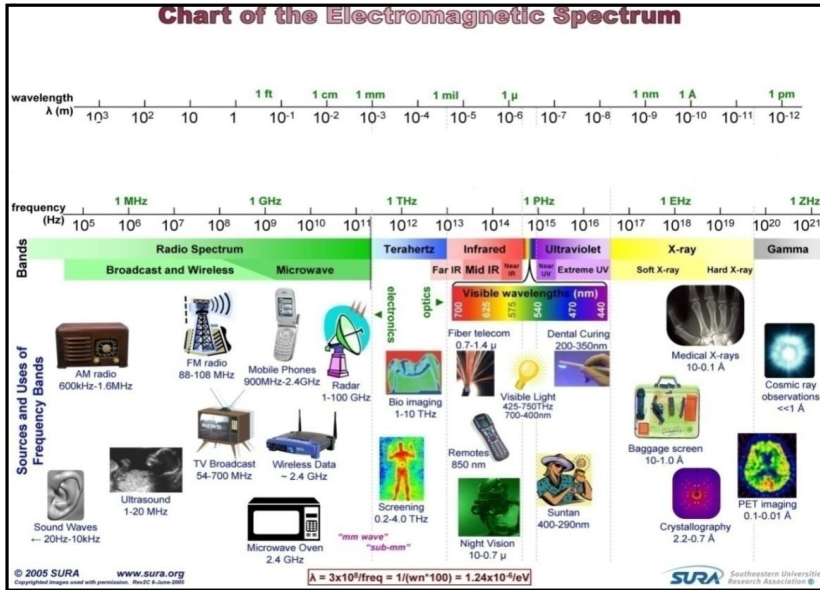 Chart of the Electromagnetic Spectrum
1 ft 1 cm 1 mm 1 mil 1 µ 1 nm 1 Å 1 pm
wavelength
λ (m)
10³ 10² 10 1 10⁻¹ 10⁻² 10⁻³ 10⁻⁴ 10⁻⁵ 10⁻⁶ 10⁻⁷ 10⁻⁸ 10⁻⁹ 10⁻¹⁰ 10⁻¹¹ 10⁻¹²
1 MHz 1 GHz 1 THz 1 PHz 1 EHz 1 ZHz
frequency
(Hz)
10⁵ 10⁶ 10⁷ 10⁸ 10⁹ 10¹⁰ 10¹¹ 10¹² 10¹³ 10¹⁴ 10¹⁵ 10¹⁶ 10¹⁷ 10¹⁸ 10¹⁹ 10²⁰ 10²¹
Bands
Radio Spectrum Terahertz Infrared Ultraviolet X-ray Gamma
Broadcast and Wireless Microwave Far IR Mid IR Near IR Near UV Extreme UV Soft X-ray Hard X-ray
Visible wavelengths (nm)
700 625 575 540 470 440
electronics
optics
Sources and Uses of
Frequency Bands
AM radio
600kHz-1.6MHz
FM radio
88-108 MHz
Mobile Phones
900MHz-2.4GHz
Radar
1-100 GHz
Bio imaging
1-10 THz
Fiber telecom
0.7-1.4 µ
Visible Light
425-750THz
700-400nm
Dental Curing
200-350nm
Medical X-rays
10-0.1 Å
Cosmic ray
observations
<<1 Å
Sound Waves
← 20Hz-10kHz
Ultrasound
1-20 MHz
NEWS
TV Broadcast
54-700 MHz
Wireless Data
~ 2.4 GHz
Microwave Oven
2.4 GHz
"mm wave"
"sub-mm"
Screening
0.2-4.0 THz
Remotes
850 nm
Night Vision
10-0.7 µ
Suntan
400-290nm
Baggage screen
10-1.0 Å
Crystallography
2.2-0.7 Å
PET imaging
0.1-0.01 Å
© 2005 SURA www.sura.org
Copyrighted images used with permission. Rev2C 6-June-2005
λ = 3x10⁸/freq = 1/(wn*100) = 1.24x10⁻⁶/eV
SURA
Southeastern Universities
Research Association ®